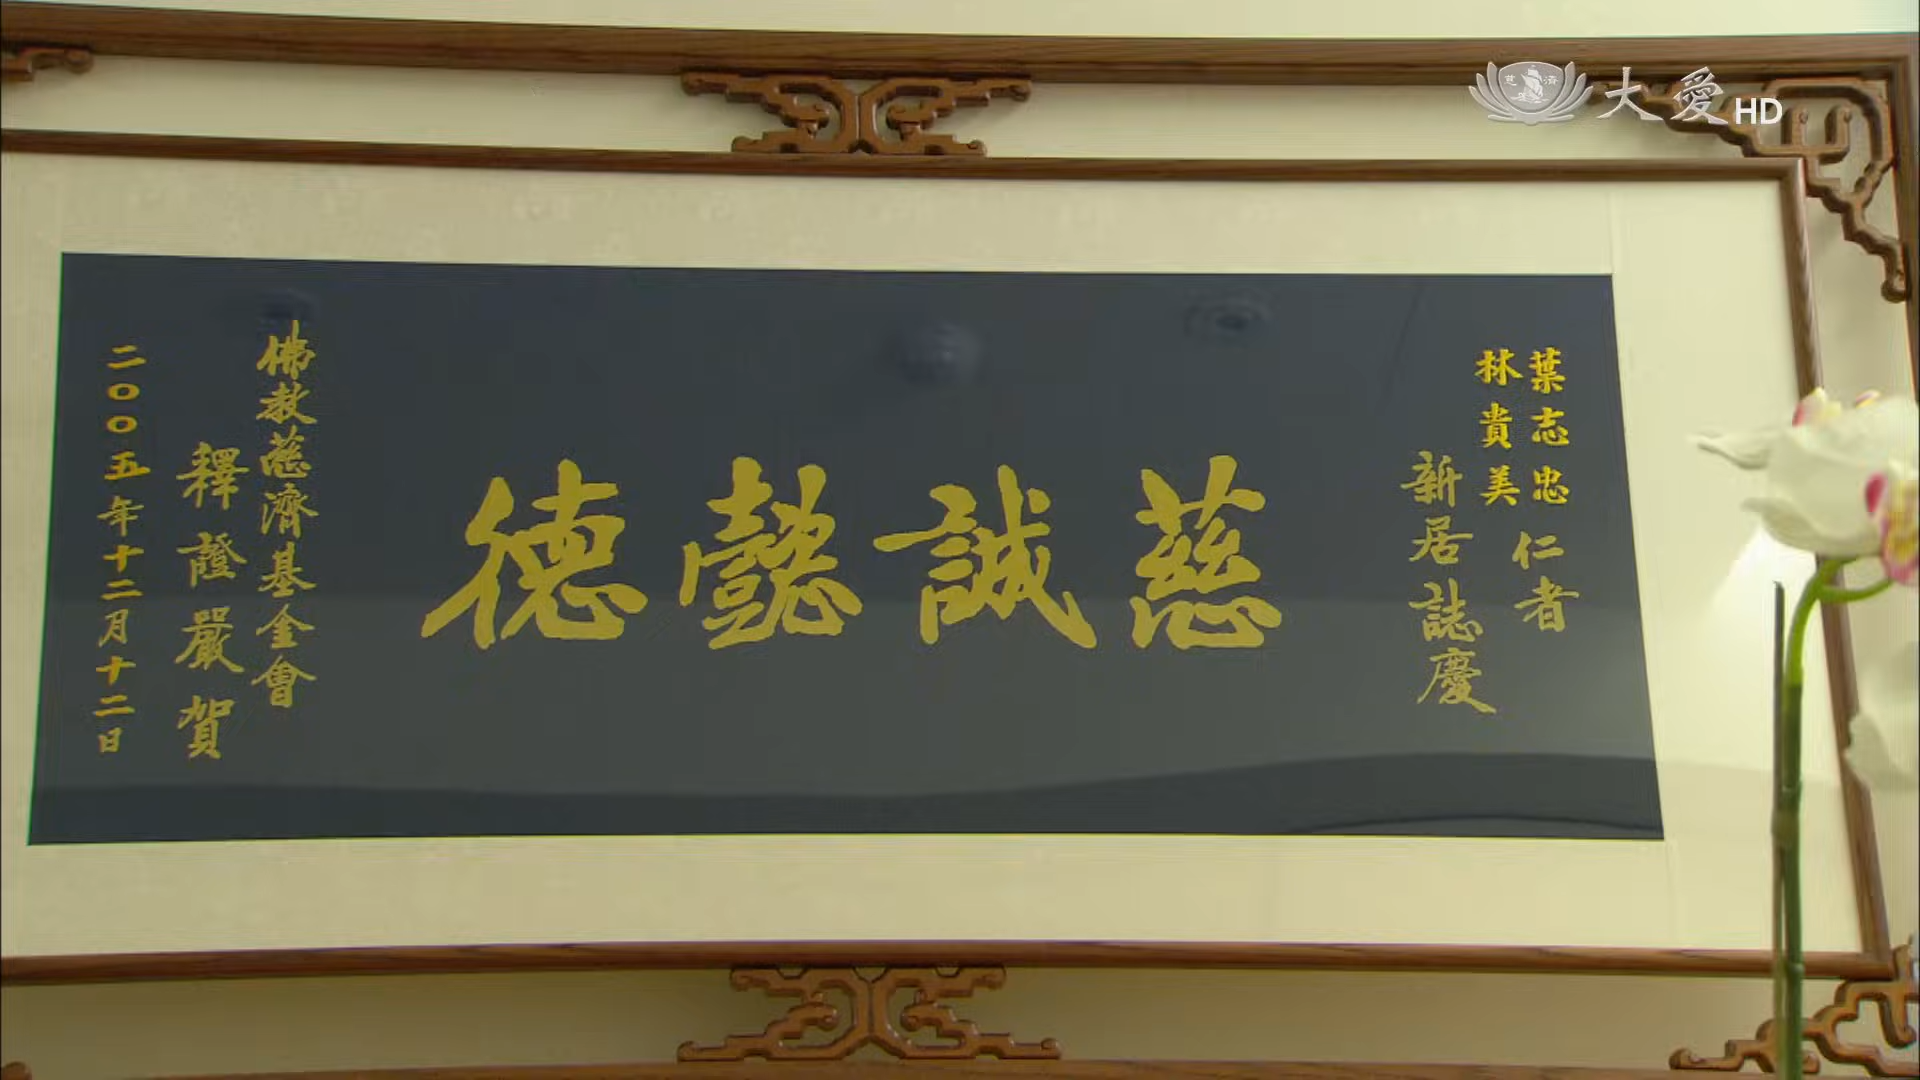 葉志忠
林貴美
仁者
新居誌慶
慈誠懿德
佛教慈濟基金會
釋證嚴賀
二〇〇五年十二月十二日
大愛HD